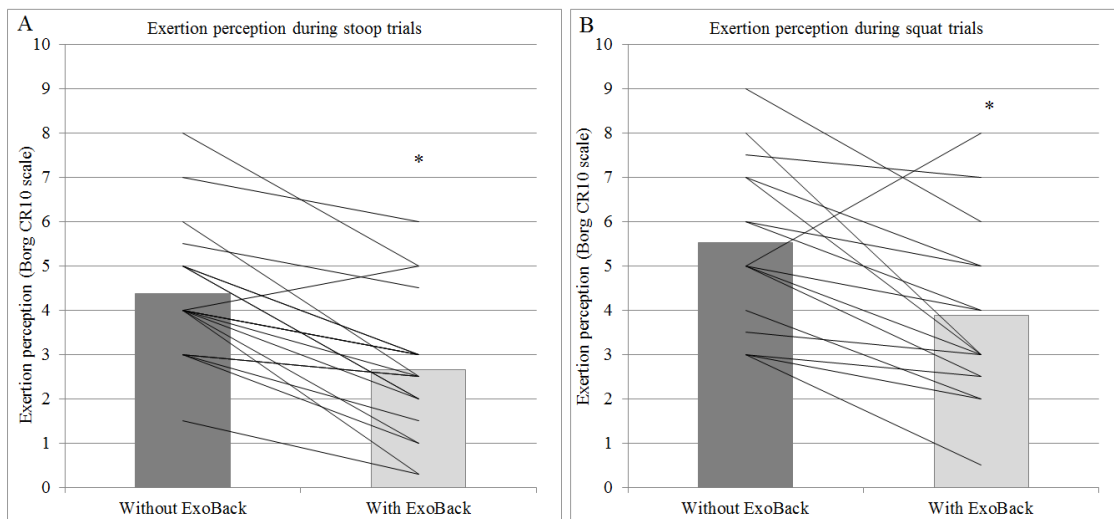 A
Exertion perception during stoop trials
Exertion perception (Borg CR10 scale)
10
9
8
7
6
5
4
3
2
1
0
*
Without ExoBack
With ExoBack
B
Exertion perception during squat trials
Exertion perception (Borg CR10 scale)
10
9
8
7
6
5
4
3
2
1
0
*
Without ExoBack
With ExoBack